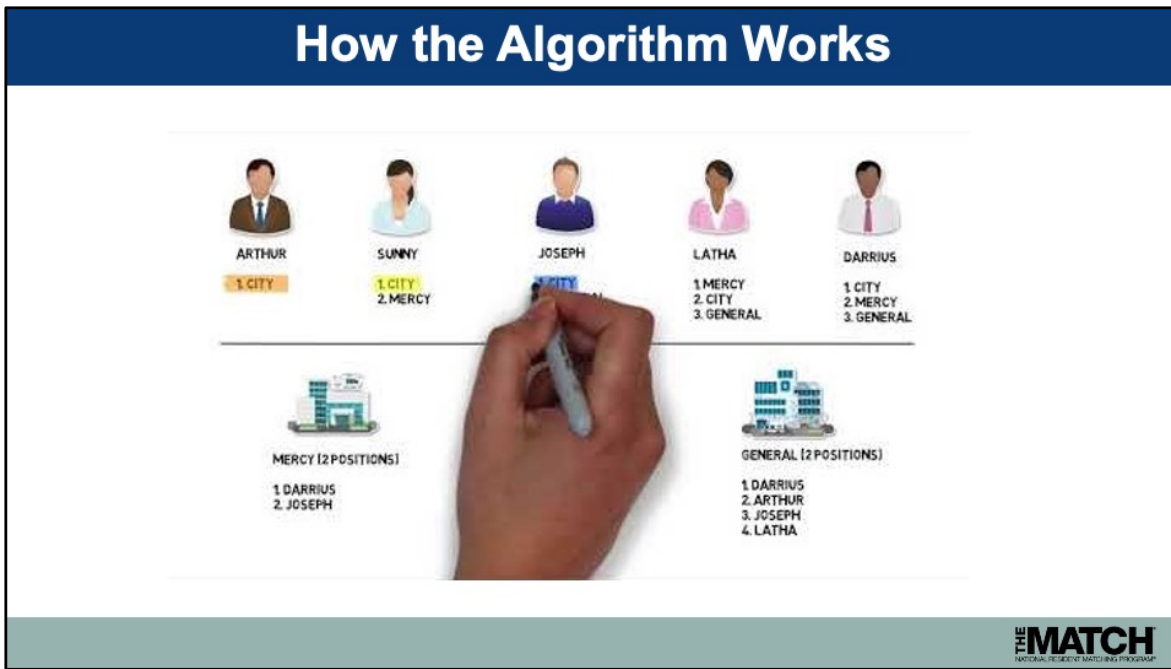 How the Algorithm Works
ARTHUR
1. CITY
SUNNY
1. CITY
2. MERCY
JOSEPH
1. CITY
LATHA
1 MERCY
2. CITY
3. GENERAL
DARRIUS
1. CITY
2. MERCY
3. GENERAL
MERCY (2 POSITIONS)
1. DARRIUS
2. JOSEPH
GENERAL (2 POSITIONS)
1. DARRIUS
2. ARTHUR
3. JOSEPH
4. LATHA
THE MATCH
NATIONAL RESIDENT MATCHING PROGRAM®